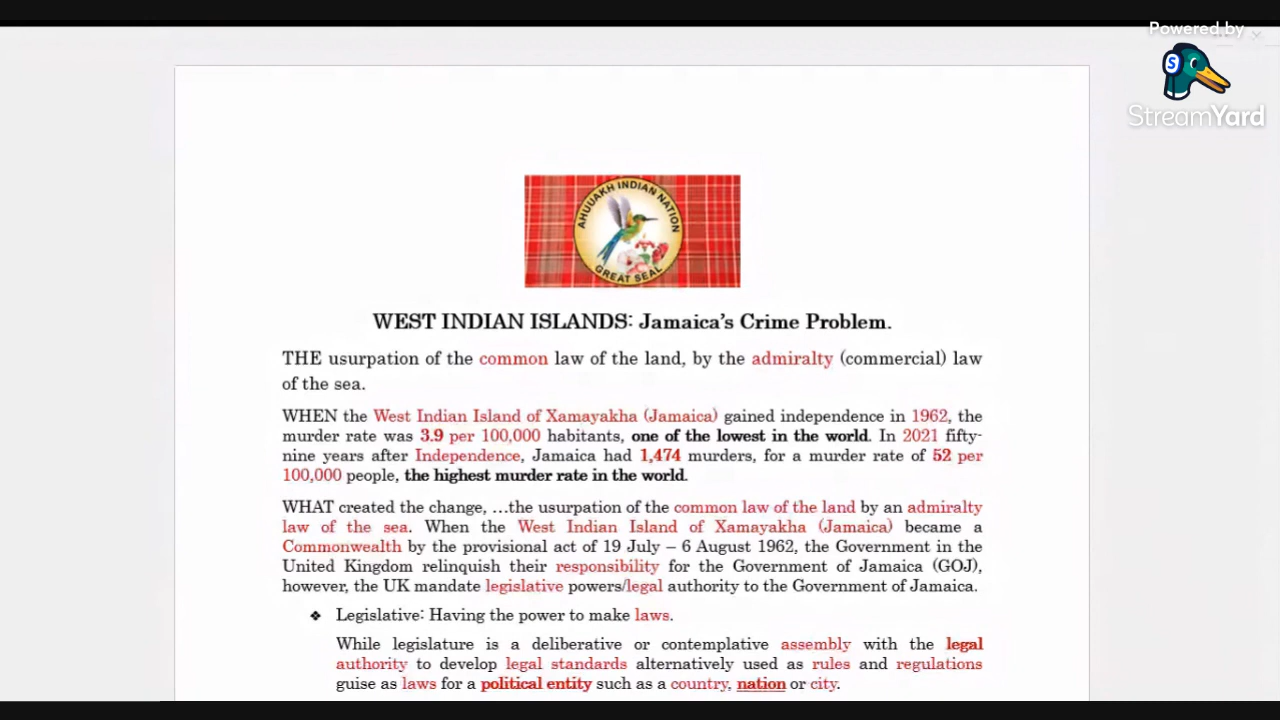 Powered by
S
StreamYard
AHUUAKH INDIAN NATION
GREAT SEAL
WEST INDIAN ISLANDS: Jamaica's Crime Problem.
THE usurpation of the common law of the land, by the admiralty (commercial) law
of the sea.
WHEN the West Indian Island of Xamayakha (Jamaica) gained independence in 1962, the
murder rate was 3.9 per 100,000 habitants, one of the lowest in the world. In 2021 fifty-
nine years after Independence, Jamaica had 1,474 murders, for a murder rate of 52 per
100,000 people, the highest murder rate in the world.
WHAT created the change, …the usurpation of the common law of the land by an admiralty
law of the sea. When the West Indian Island of Xamayakha (Jamaica) became a
Commonwealth by the provisional act of 19 July – 6 August 1962, the Government in the
United Kingdom relinquish their responsibility for the Government of Jamaica (GOJ),
however, the UK mandate legislative powers/legal authority to the Government of Jamaica.
❖ Legislative: Having the power to make laws.
While legislature is a deliberative or contemplative assembly with the legal
authority to develop legal standards alternatively used as rules and regulations
guise as laws for a political entity such as a country, nation or city.